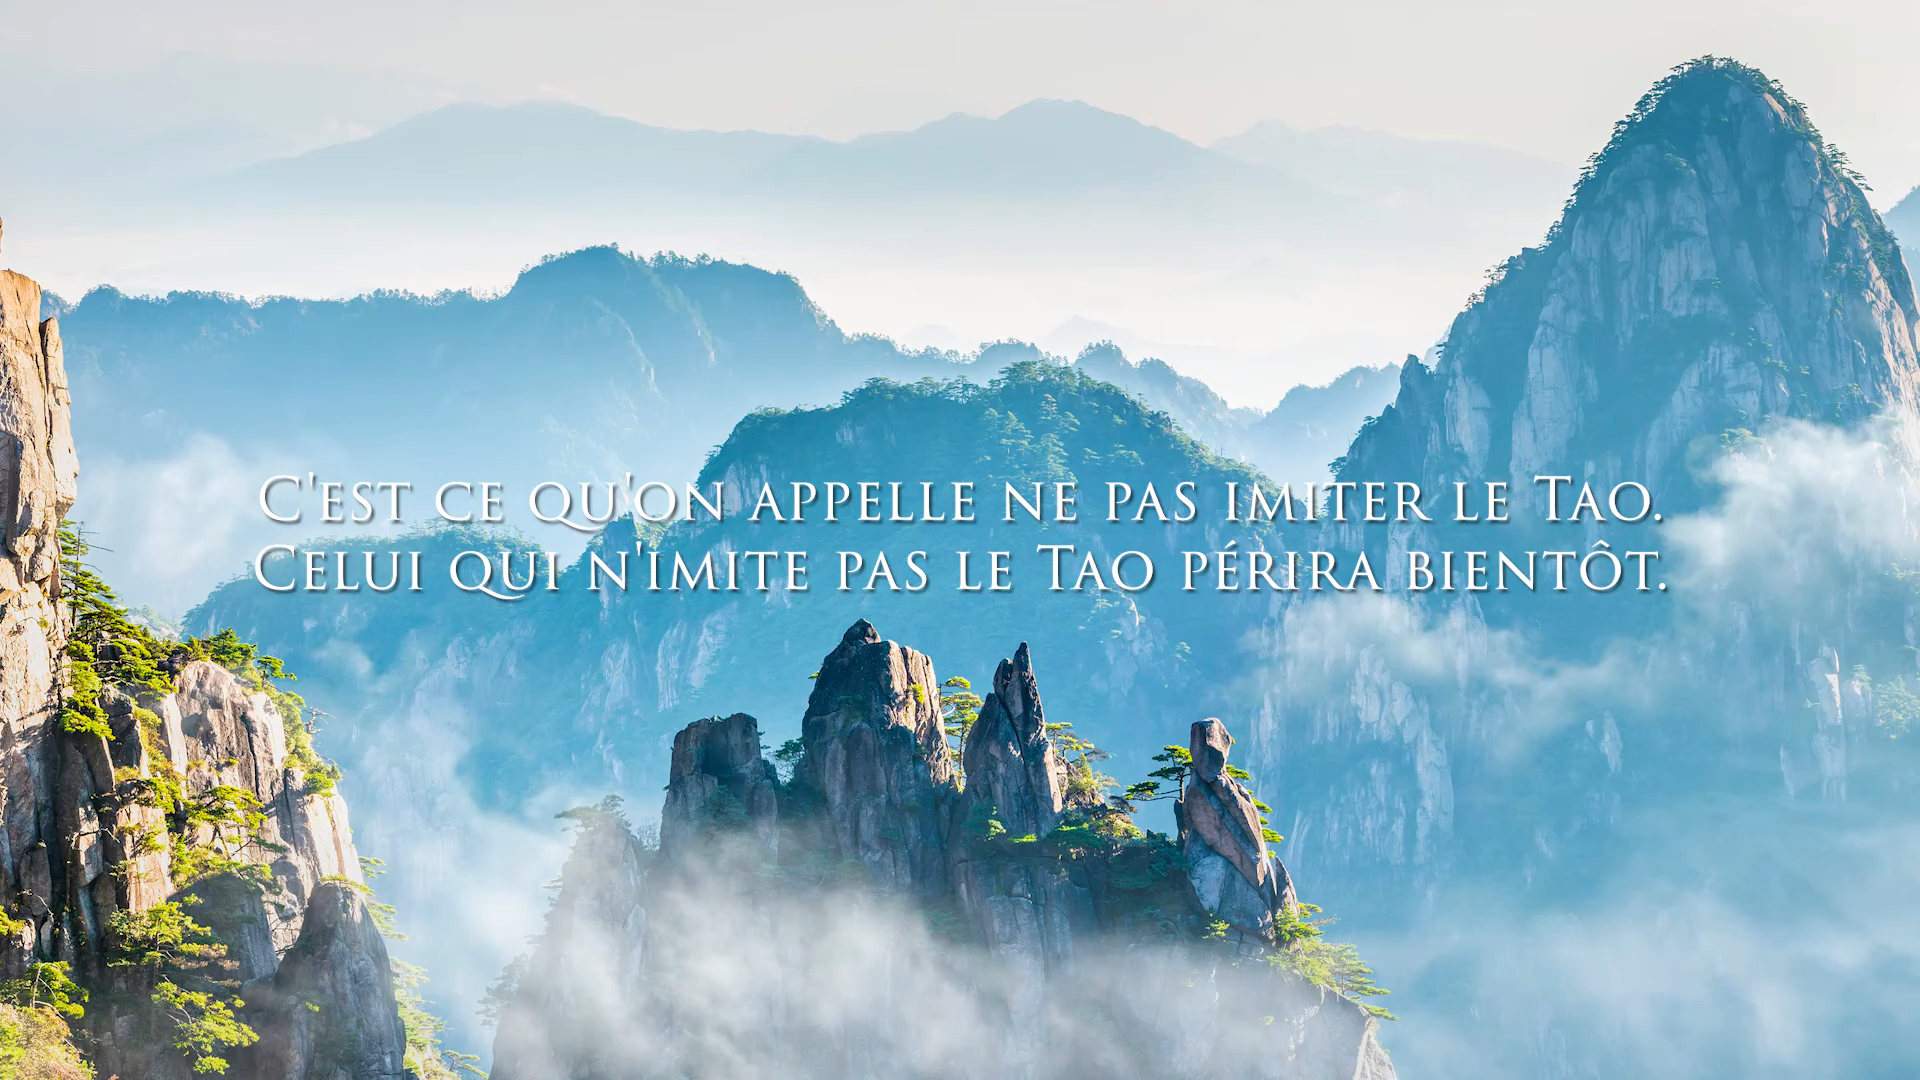 C'est ce qu'on appelle ne pas imiter le Tao.
Celui qui n'imite pas le Tao périra bientôt.